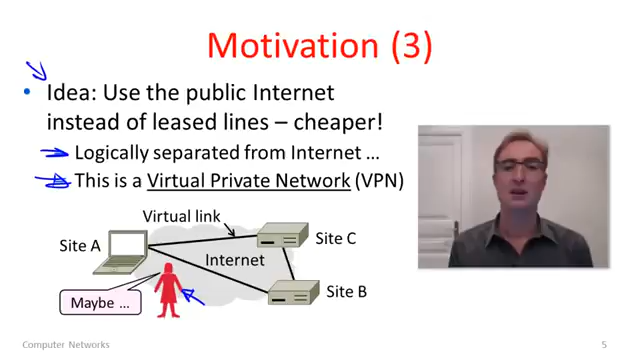 Motivation (3)
• Idea: Use the public Internet
instead of leased lines – cheaper!
Logically separated from Internet …
This is a Virtual Private Network (VPN)
Virtual link
Site A
Site C
Internet
Site B
Maybe …
Computer Networks
5